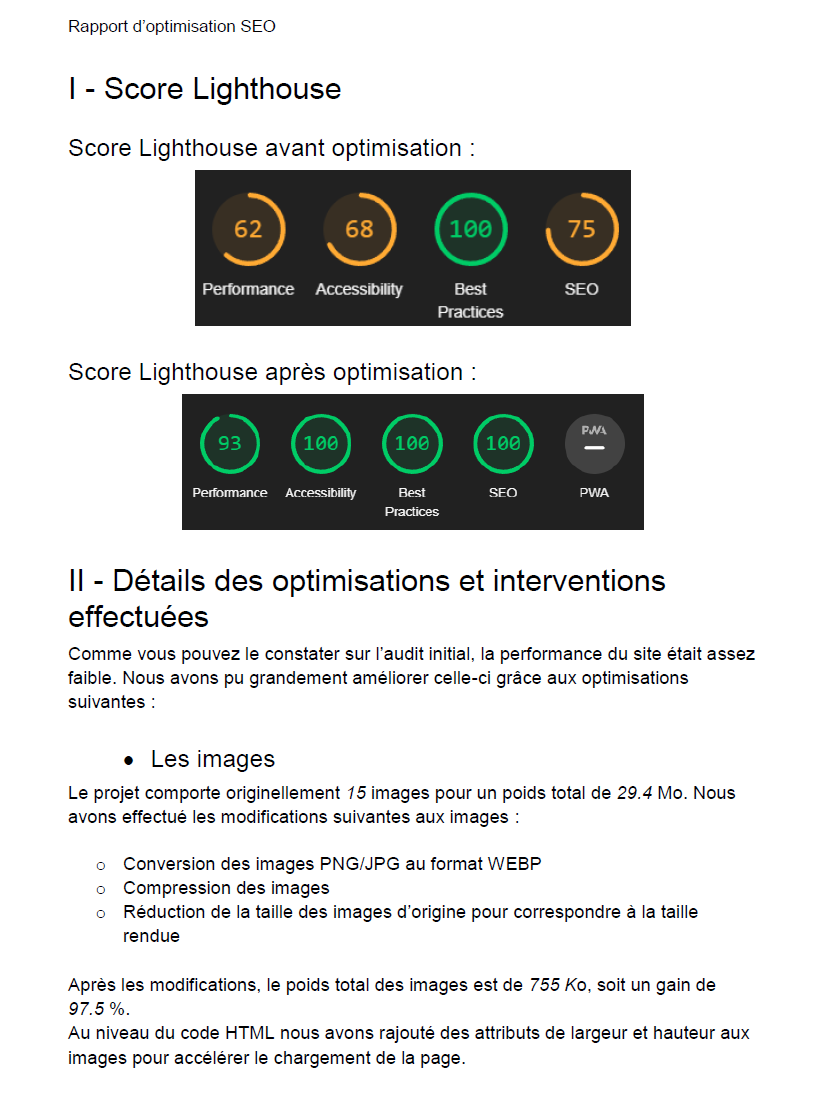 Rapport d’optimisation SEO
I - Score Lighthouse
Score Lighthouse avant optimisation :
62 68 100 75
Performance Accessibility Best Practices SEO
Score Lighthouse après optimisation :
93 100 100 100 PWA
Performance Accessibility Best Practices SEO PWA
II - Détails des optimisations et interventions
effectuées
Comme vous pouvez le constater sur l’audit initial, la performance du site était assez
faible. Nous avons pu grandement améliorer celle-ci grâce aux optimisations
suivantes :
• Les images
Le projet comporte originellement 15 images pour un poids total de 29.4 Mo. Nous
avons effectué les modifications suivantes aux images :
○ Conversion des images PNG/JPG au format WEBP
○ Compression des images
○ Réduction de la taille des images d’origine pour correspondre à la taille
rendue
Après les modifications, le poids total des images est de 755 Ko, soit un gain de
97.5 %.
Au niveau du code HTML nous avons rajouté des attributs de largeur et hauteur aux
images pour accélérer le chargement de la page.